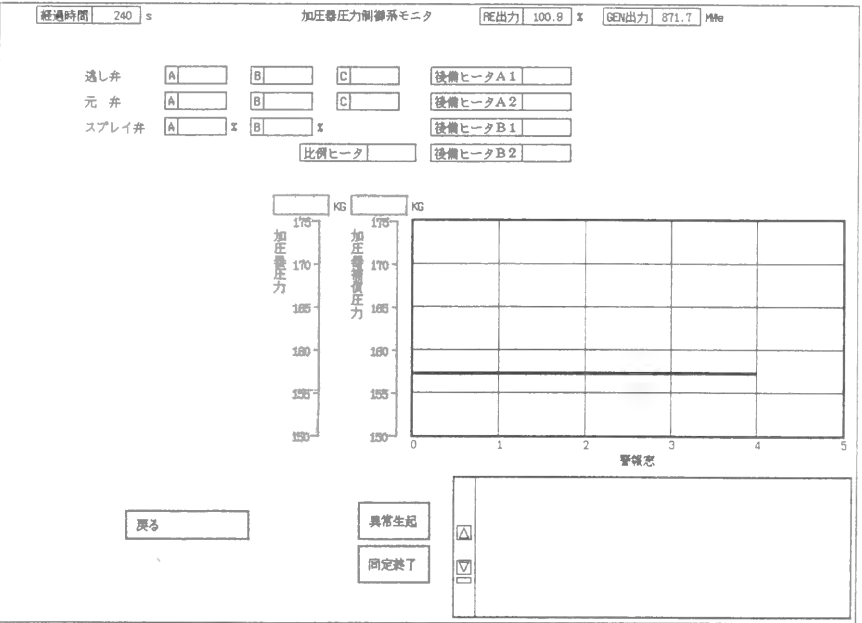 経過時間 240 s 加圧器圧力制御系モニタ RE出力 100.9 % GEN出力 871.7 MWe
逃し弁 A B C 後備ヒータA1
元 弁 A B C 後備ヒータA2
スプレイ弁 A % B % 後備ヒータB1
比例ヒータ 後備ヒータB2
KG KG
加圧器圧力
175
170
165
160
155
150
加圧器補償圧力
175
170
165
160
155
150
0 1 2 3 4 5
警報窓
戻る
異常生起
同定終了